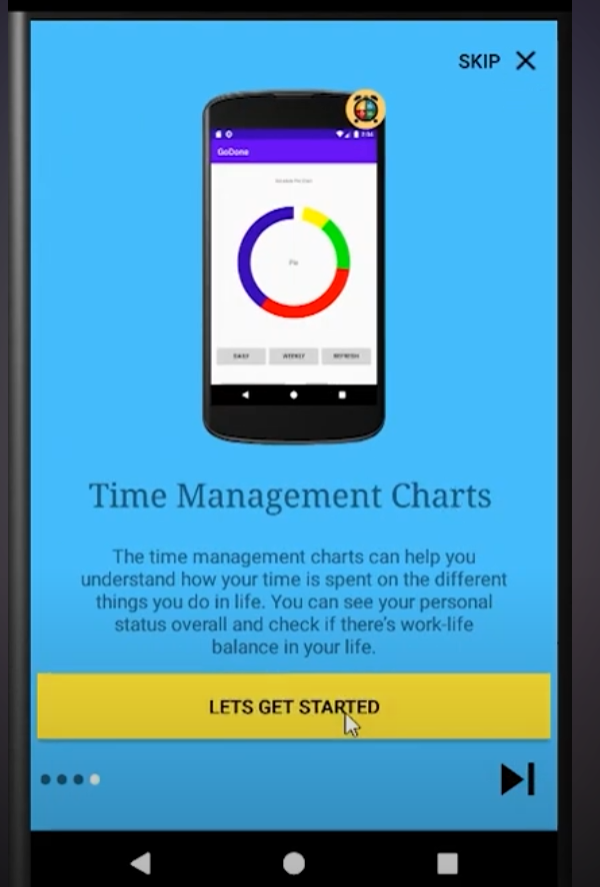 SKIP
GoDone
Pie
DAILY
WEEKLY
REFRESH
Time Management Charts
The time management charts can help you
understand how your time is spent on the different
things you do in life. You can see your personal
status overall and check if there's work-life
balance in your life.
LETS GET STARTED